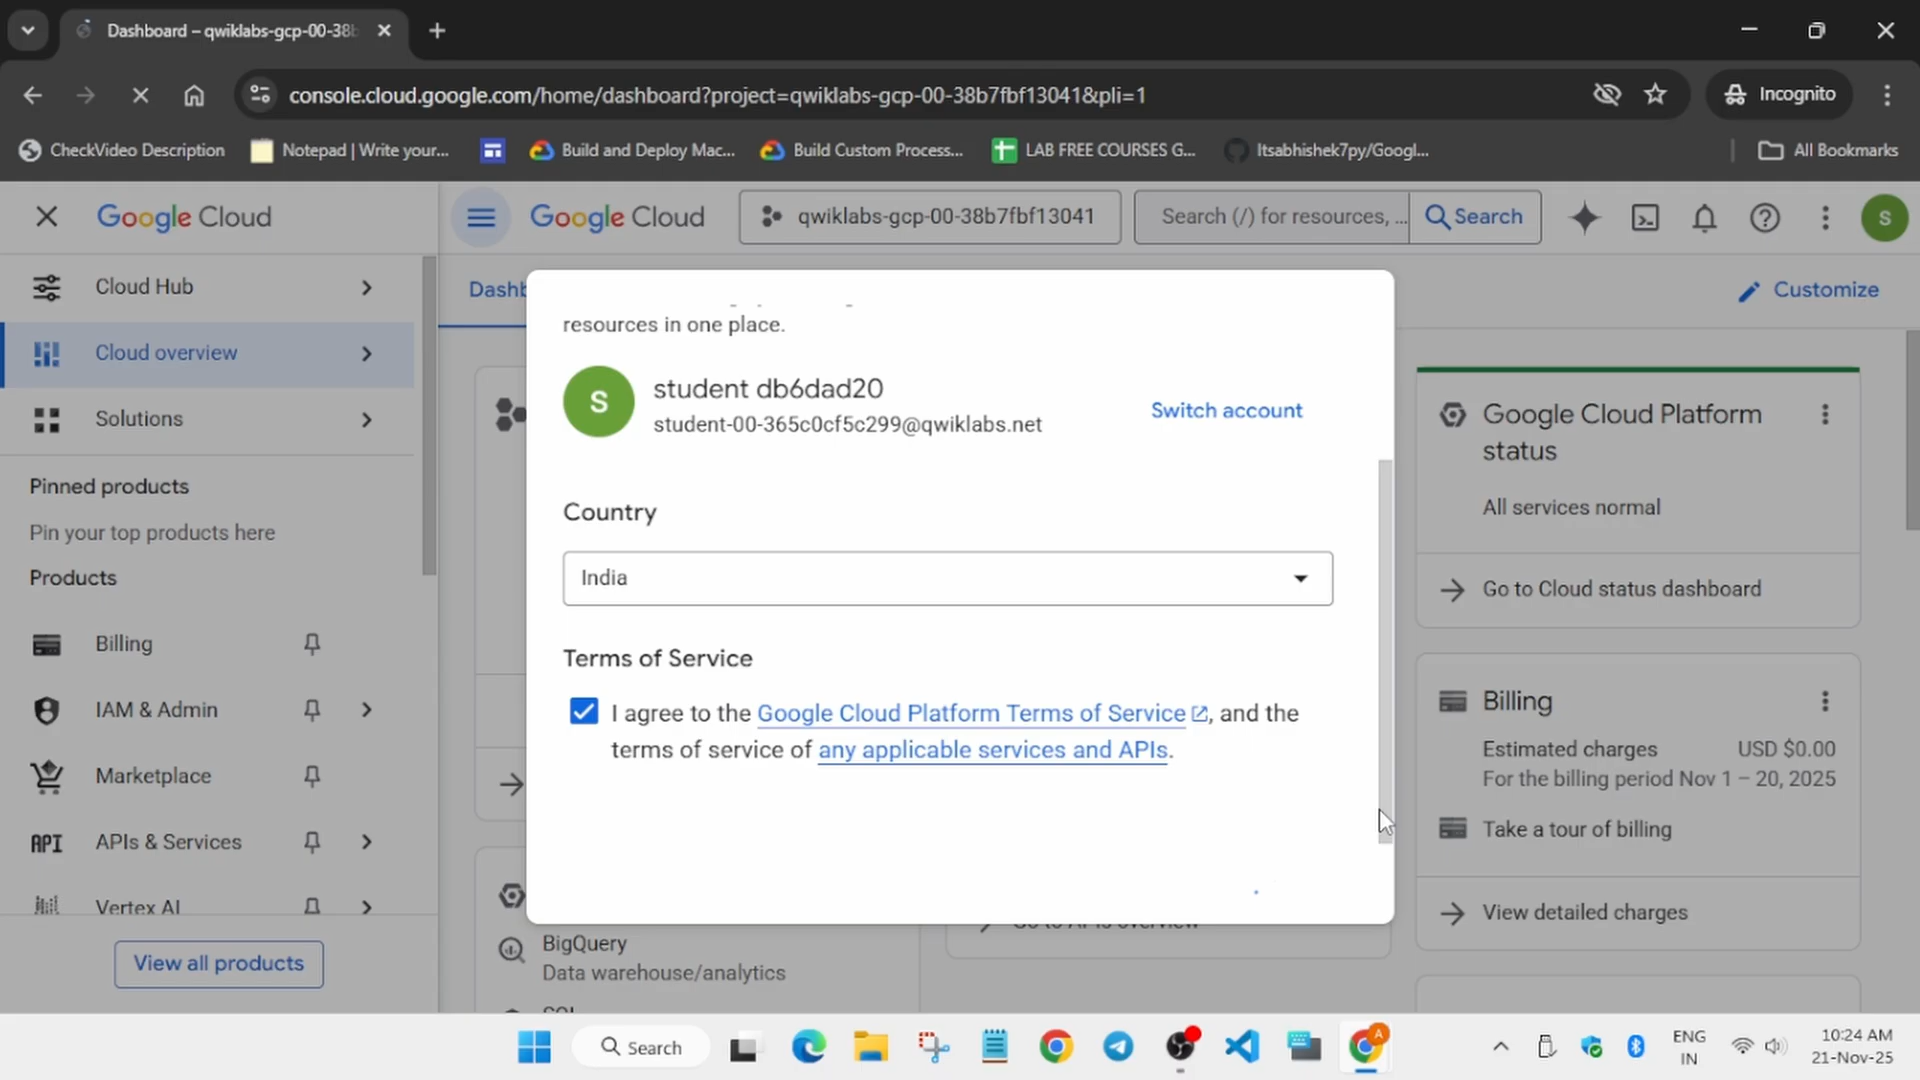 Dashboard – qwiklabs-gcp-00-38b
console.cloud.google.com/home/dashboard?project=qwiklabs-gcp-00-38b7fbf13041&pli=1
Incognito
CheckVideo Description
Notepad | Write your...
Build and Deploy Mac...
Build Custom Process...
LAB FREE COURSES G...
Itsabhishek7py/Googl...
All Bookmarks
Google Cloud
Google Cloud
qwiklabs-gcp-00-38b7fbf13041
Search (/) for resources, ...
Search
S
Cloud Hub
Cloud overview
Solutions
Pinned products
Pin your top products here
Products
Billing
IAM & Admin
Marketplace
API APIs & Services
Vertex AI
View all products
Dashb
Customize
resources in one place.
S
student db6dad20
student-00-365c0cf5c299@qwiklabs.net
Switch account
Country
India
Terms of Service
I agree to the Google Cloud Platform Terms of Service, and the
terms of service of any applicable services and APIs.
BigQuery
Data warehouse/analytics
SQL
Go to APIs overview
Google Cloud Platform
status
All services normal
Go to Cloud status dashboard
Billing
Estimated charges USD $0.00
For the billing period Nov 1 – 20, 2025
Take a tour of billing
View detailed charges
Search
A
ENG
IN
10:24 AM
21-Nov-25